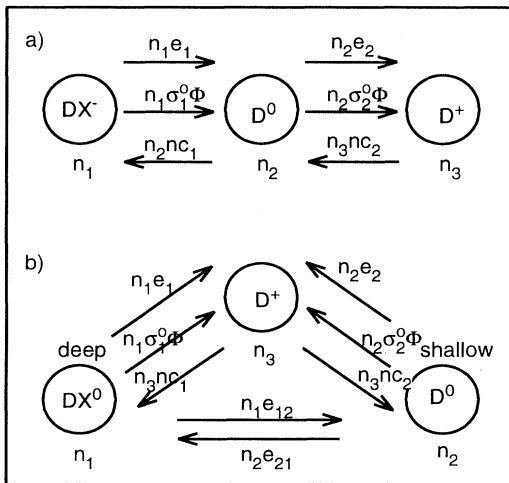 a)
n₁e₁ n₂e₂
n₁σ₁⁰Φ n₂σ₂⁰Φ
DX⁻ D⁰ D⁺
n₂nc₁ n₃nc₂
n₁ n₂ n₃
b)
n₁e₁ n₂e₂
D⁺
deep n₁σ₁⁰Φ n₃ n₂σ₂⁰Φ shallow
n₃nc₁ n₃nc₂
DX⁰ D⁰
n₁e₁₂
n₁ n₂e₂₁ n₂